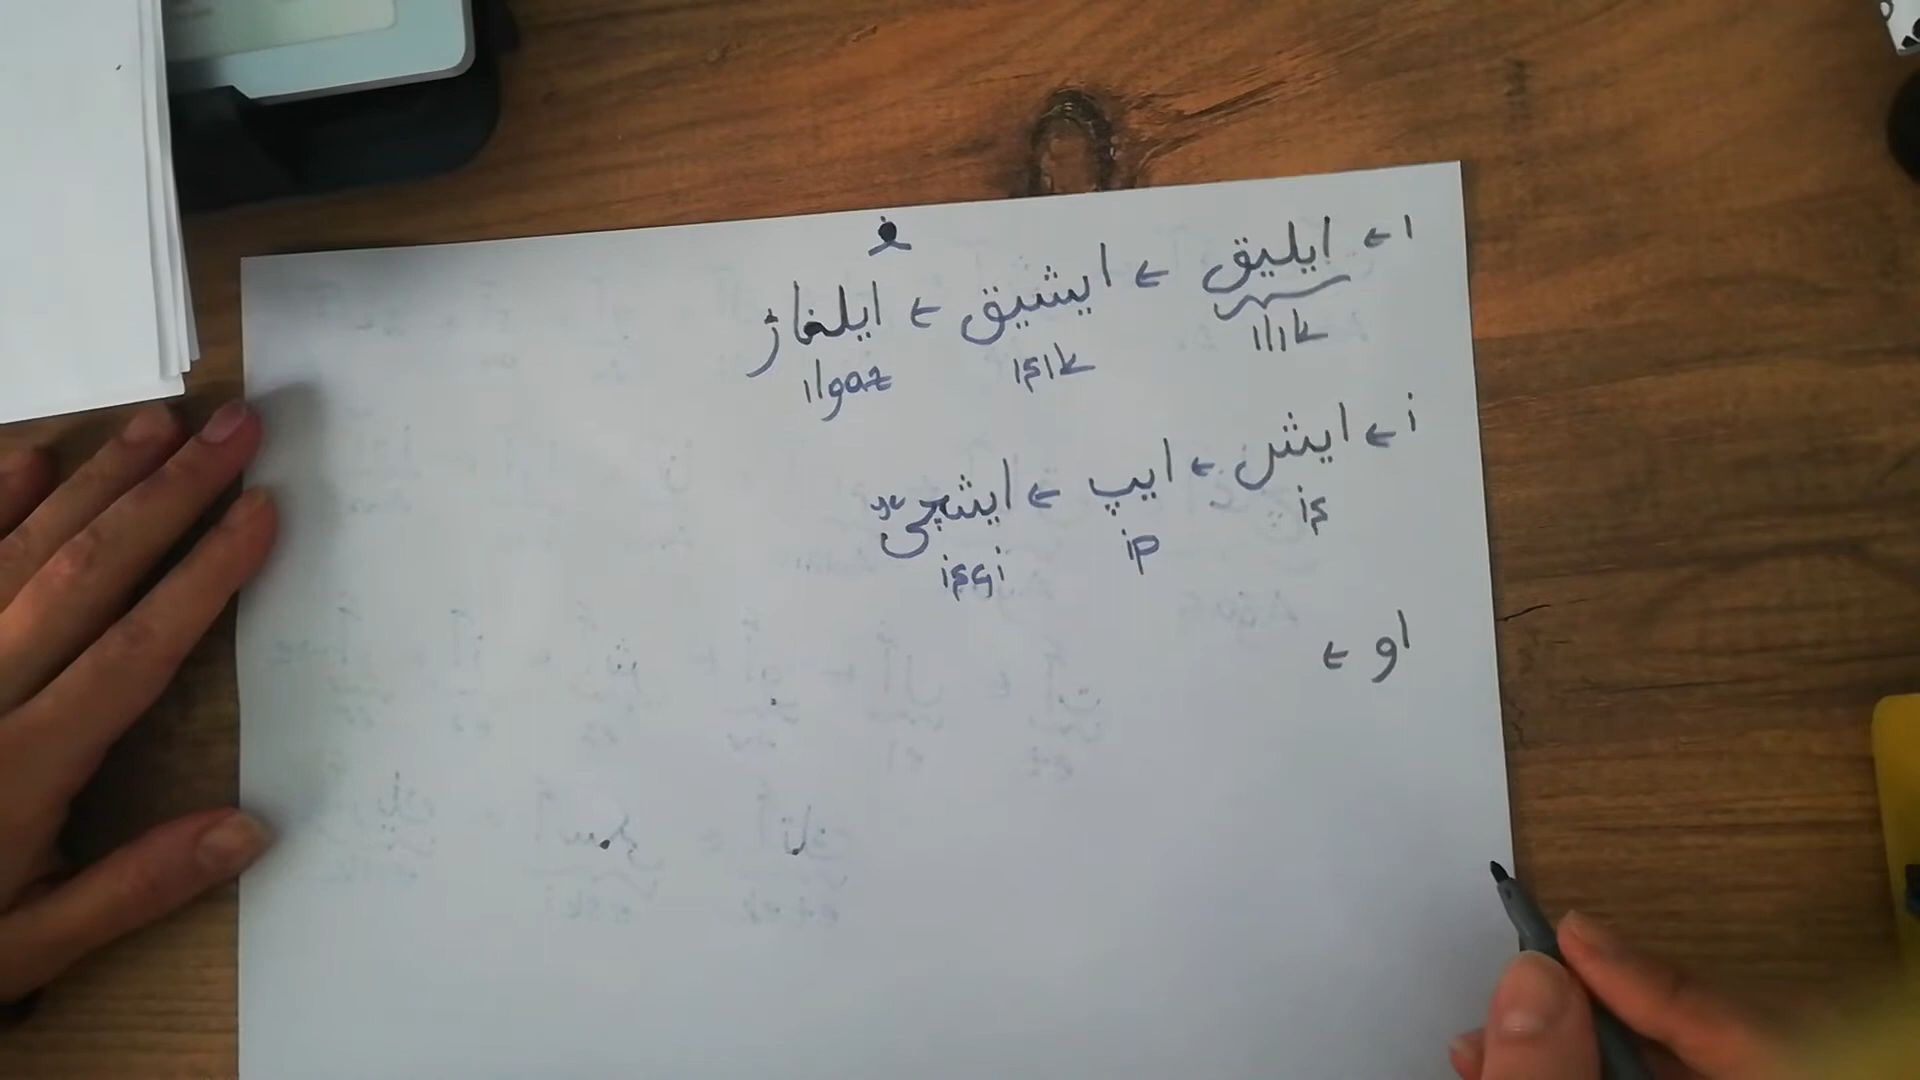 ı ← ایلیق ← ایشیق ← ایلغاز
ılık ışık ılgaz
i ← ایش ← ایپ ← ایشچی
iş ip işçi
او ←